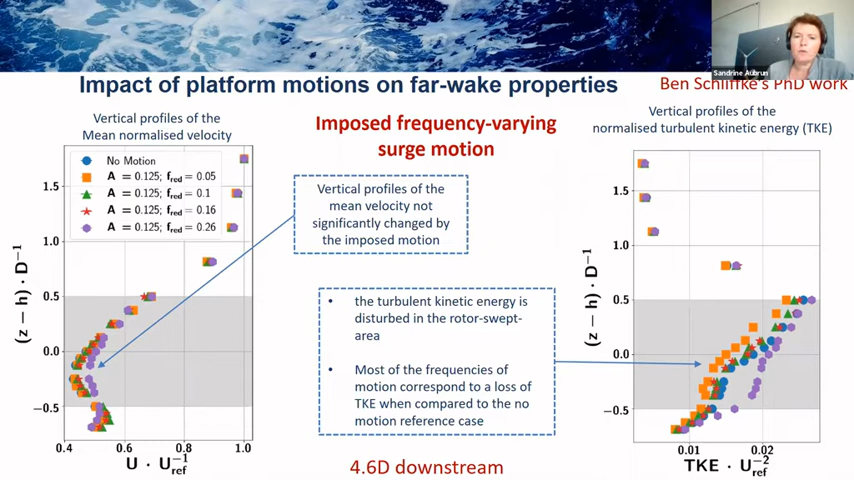 Sandrine Aubrun
Impact of platform motions on far-wake properties
Ben Schliffke's PhD work
Vertical profiles of the
Mean normalised velocity
Imposed frequency-varying
surge motion
Vertical profiles of the
normalised turbulent kinetic energy (TKE)
No Motion
A = 0.125; f_red = 0.05
A = 0.125; f_red = 0.1
A = 0.125; f_red = 0.16
A = 0.125; f_red = 0.26
1.5
1.0
0.5
0.0
−0.5
(z − h) · D⁻¹
0.4 0.6 0.8 1.0
U · U_ref⁻¹
Vertical profiles of the
mean velocity not
significantly changed by
the imposed motion
• the turbulent kinetic energy is
disturbed in the rotor-swept-
area
• Most of the frequencies of
motion correspond to a loss of
TKE when compared to the no
motion reference case
4.6D downstream
1.5
1.0
0.5
0.0
−0.5
(z − h) · D⁻¹
0.01 0.02
TKE · U_ref⁻²